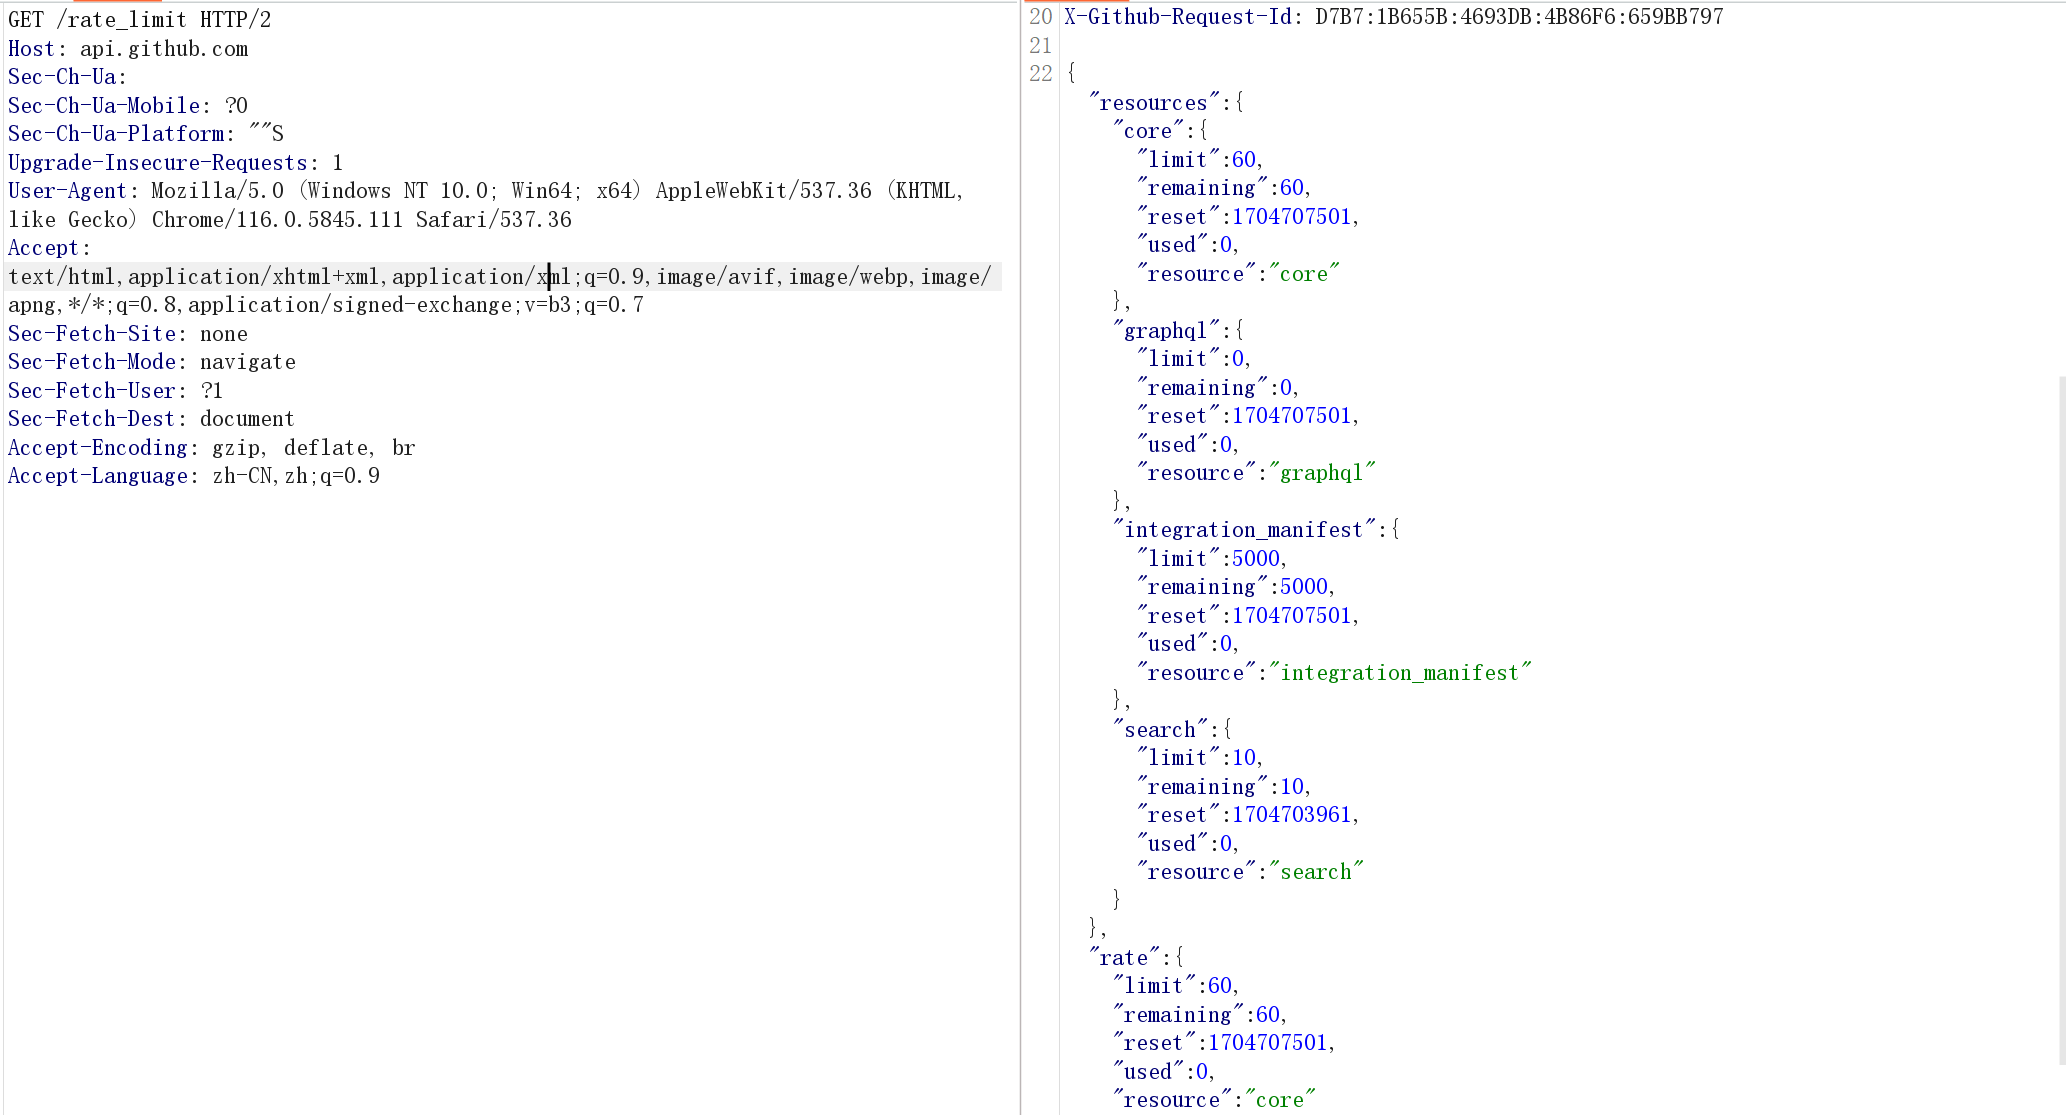 GET /rate_limit HTTP/2
Host: api.github.com
Sec-Ch-Ua:
Sec-Ch-Ua-Mobile: ?0
Sec-Ch-Ua-Platform: ""S
Upgrade-Insecure-Requests: 1
User-Agent: Mozilla/5.0 (Windows NT 10.0; Win64; x64) AppleWebKit/537.36 (KHTML,
like Gecko) Chrome/116.0.5845.111 Safari/537.36
Accept:
text/html,application/xhtml+xml,application/xml;q=0.9,image/avif,image/webp,image/
apng,*/*;q=0.8,application/signed-exchange;v=b3;q=0.7
Sec-Fetch-Site: none
Sec-Fetch-Mode: navigate
Sec-Fetch-User: ?1
Sec-Fetch-Dest: document
Accept-Encoding: gzip, deflate, br
Accept-Language: zh-CN,zh;q=0.9
20 X-Github-Request-Id: D7B7:1B655B:4693DB:4B86F6:659BB797
21
22 {
"resources":{
"core":{
"limit":60,
"remaining":60,
"reset":1704707501,
"used":0,
"resource":"core"
},
"graphql":{
"limit":0,
"remaining":0,
"reset":1704707501,
"used":0,
"resource":"graphql"
},
"integration_manifest":{
"limit":5000,
"remaining":5000,
"reset":1704707501,
"used":0,
"resource":"integration_manifest"
},
"search":{
"limit":10,
"remaining":10,
"reset":1704703961,
"used":0,
"resource":"search"
}
},
"rate":{
"limit":60,
"remaining":60,
"reset":1704707501,
"used":0,
"resource":"core"